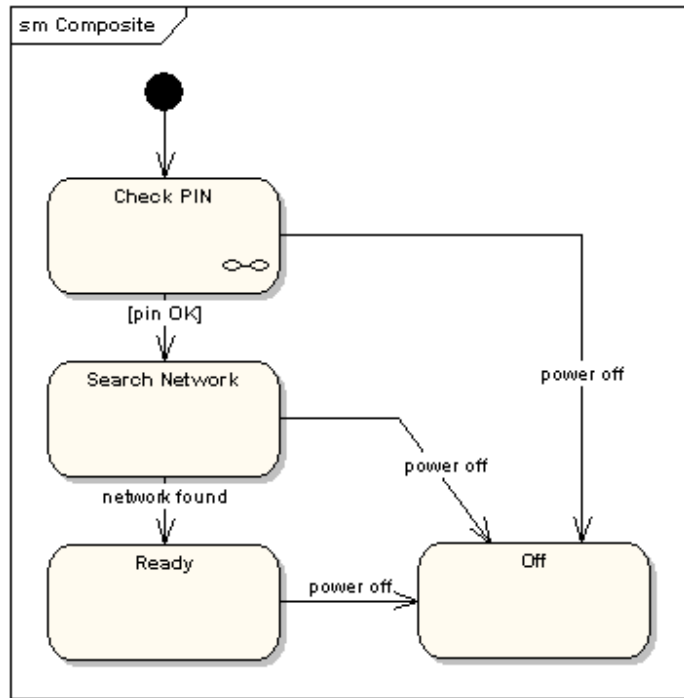 sm Composite
Check PIN
[pin OK]
Search Network
power off
power off
network found
Ready
power off
Off